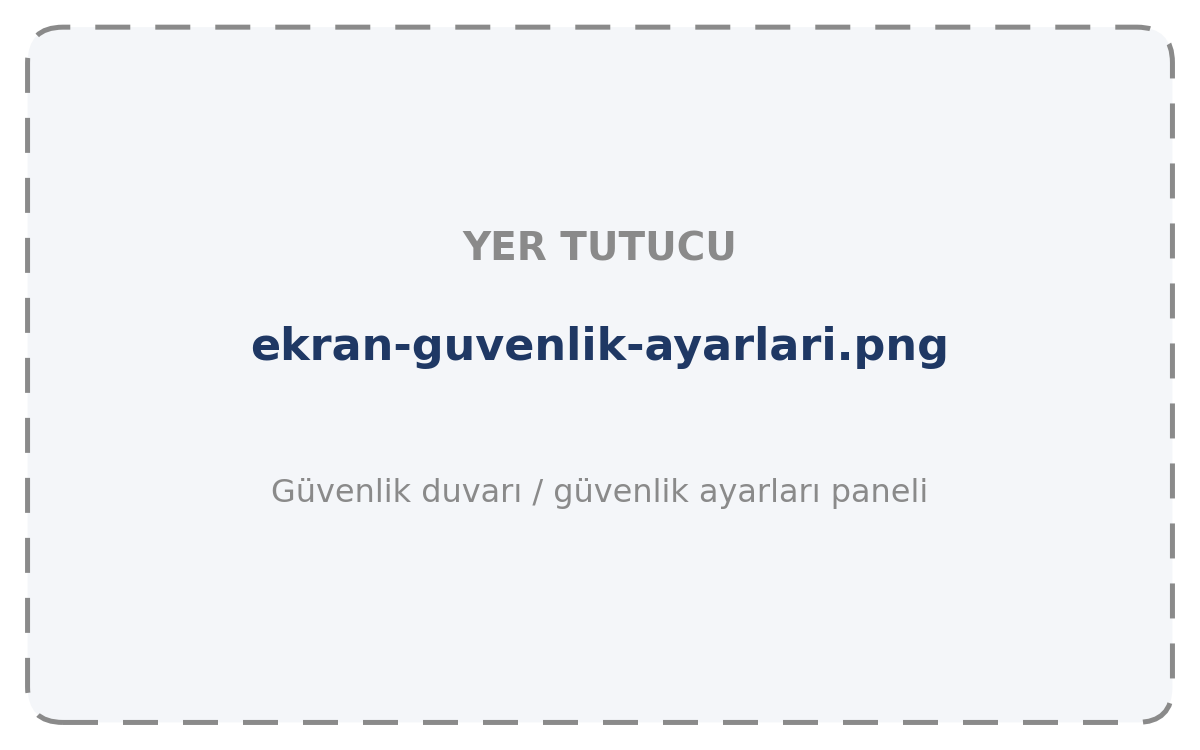 YER TUTUCU
ekran-guvenlik-ayarlari.png
Güvenlik duvarı / güvenlik ayarları paneli